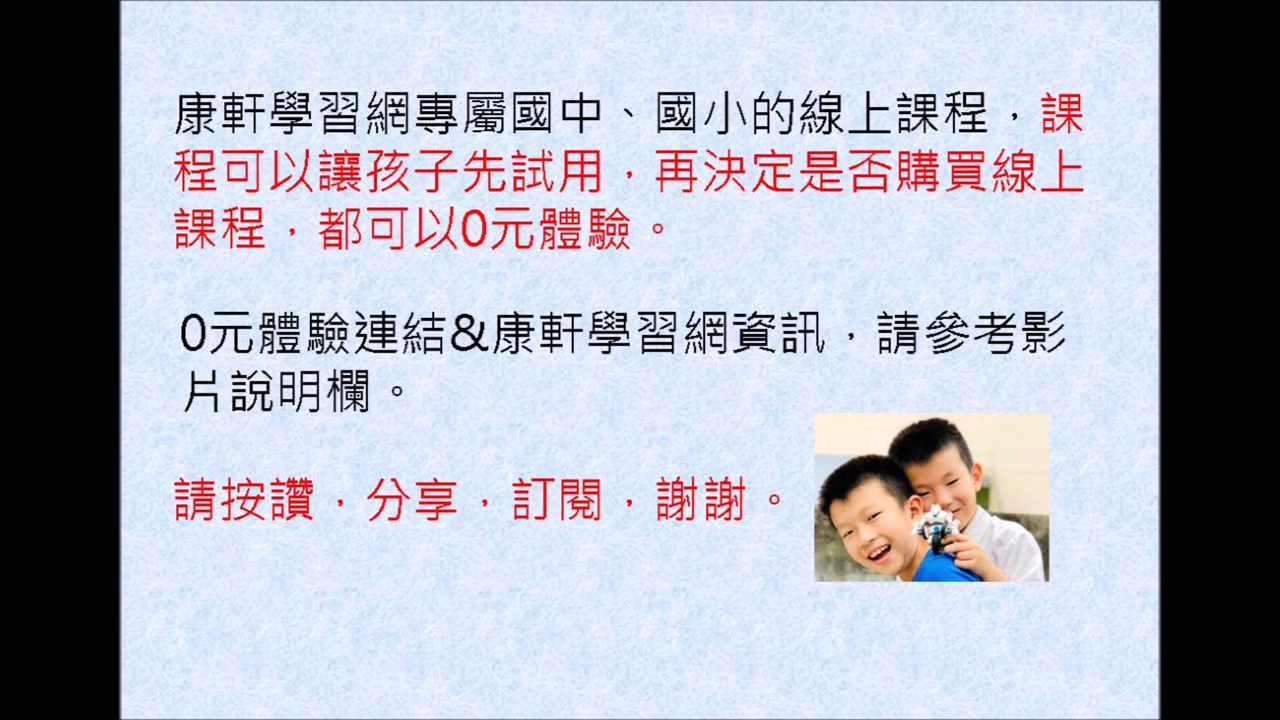 康軒學習網專屬國中、國小的線上課程，課
程可以讓孩子先試用，再決定是否購買線上
課程，都可以0元體驗。
0元體驗連結&康軒學習網資訊，請參考影
片說明欄。
請按讚，分享，訂閱，謝謝。